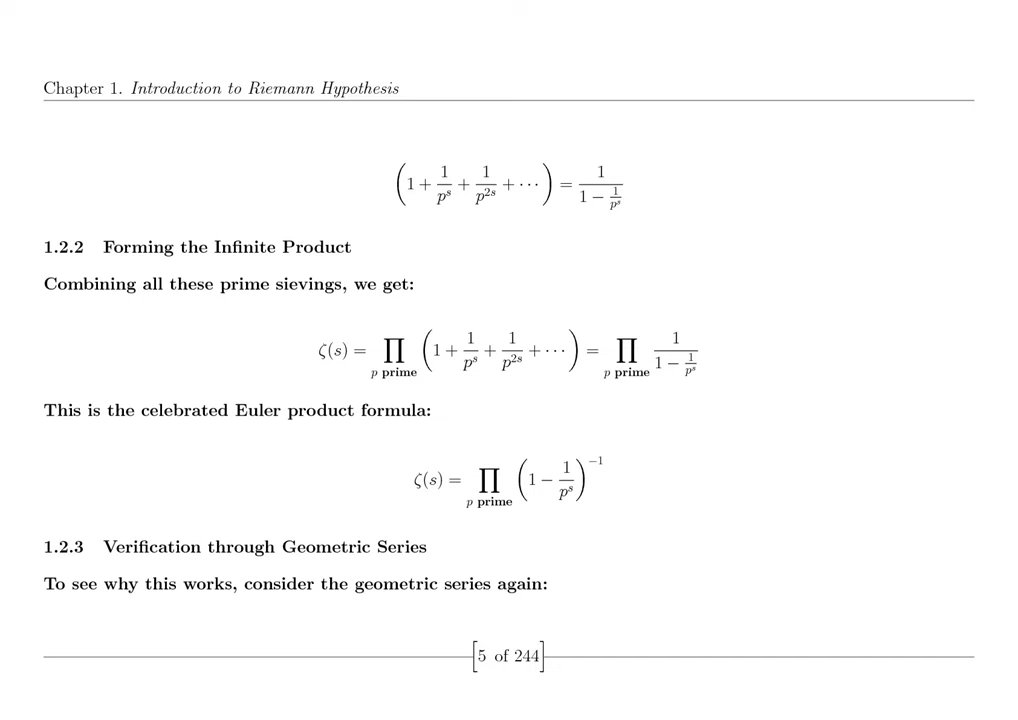 Chapter 1. Introduction to Riemann Hypothesis
(1 + 1/p^s + 1/p^{2s} + ···) = 1/(1 − 1/p^s)
1.2.2 Forming the Infinite Product
Combining all these prime sievings, we get:
ζ(s) = ∏_{p prime} (1 + 1/p^s + 1/p^{2s} + ···) = ∏_{p prime} 1/(1 − 1/p^s)
This is the celebrated Euler product formula:
ζ(s) = ∏_{p prime} (1 − 1/p^s)^{−1}
1.2.3 Verification through Geometric Series
To see why this works, consider the geometric series again:
[5 of 244]